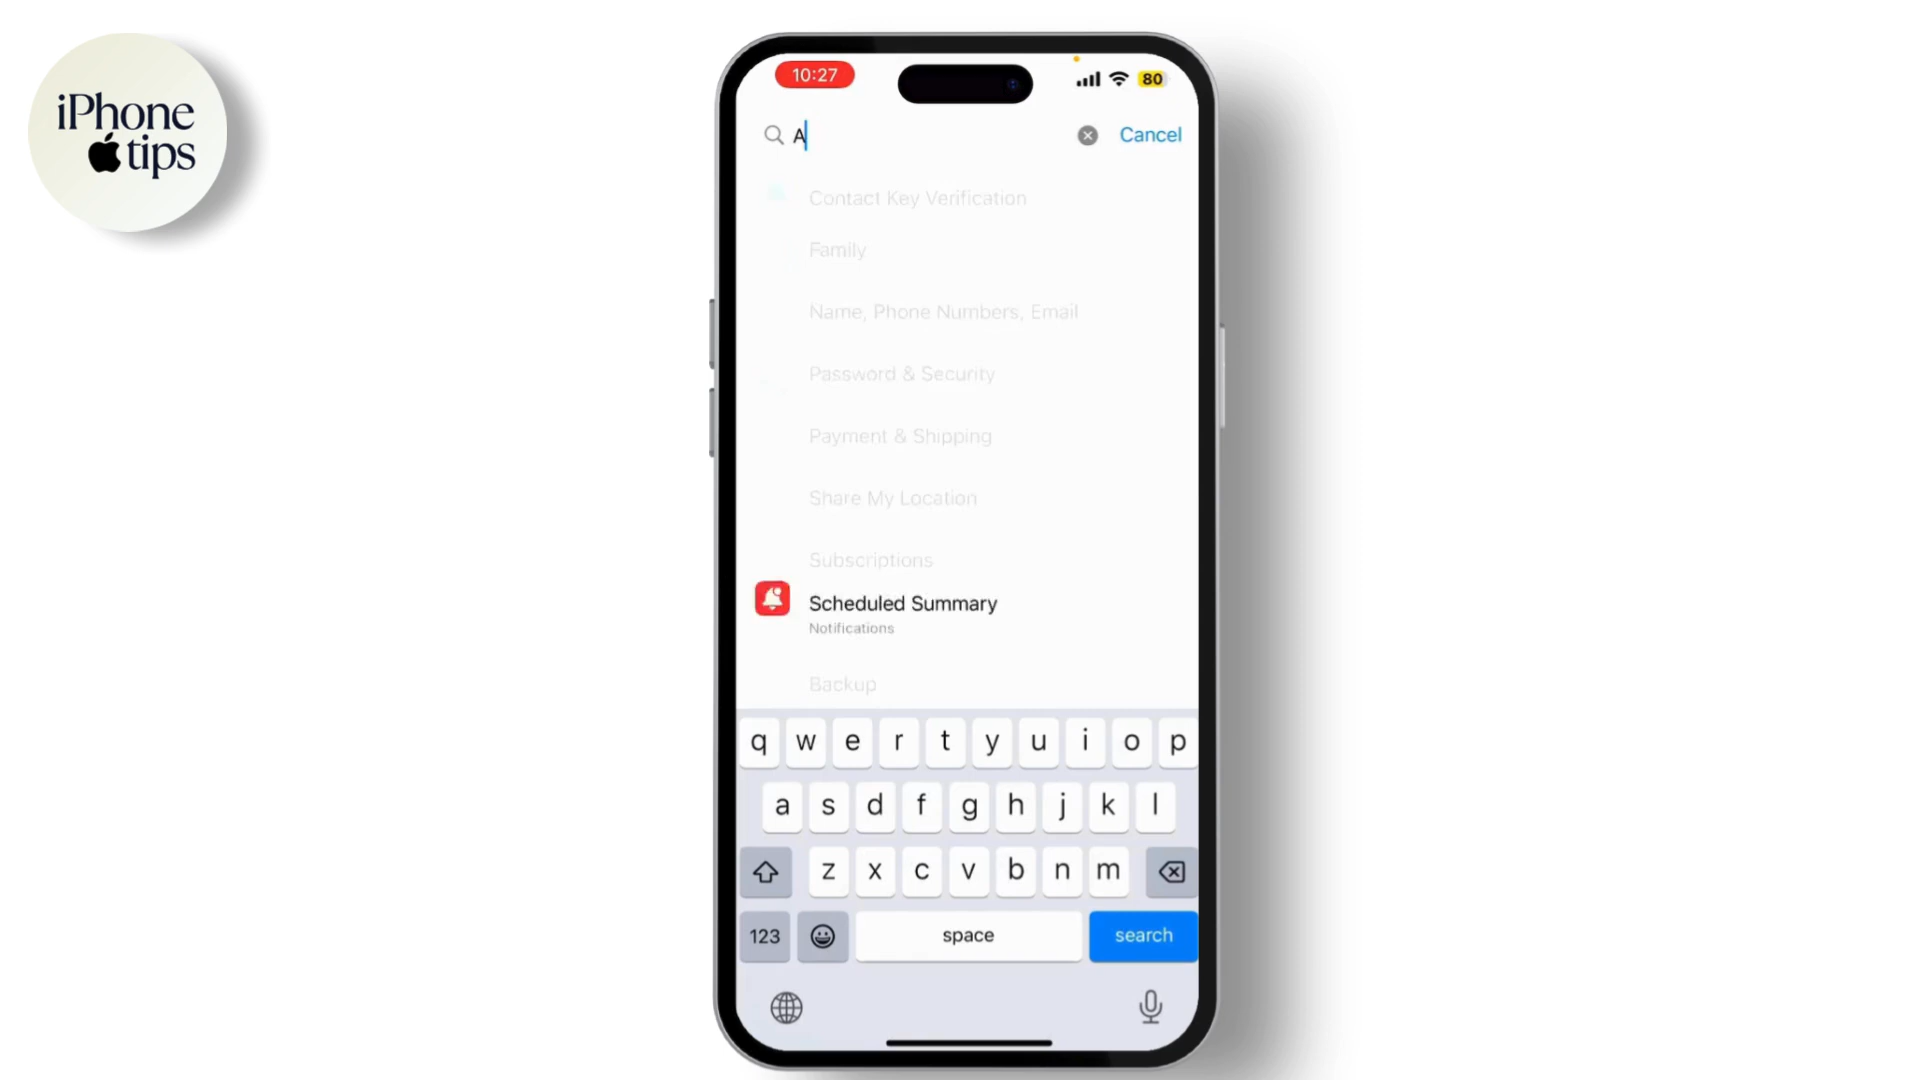 iPhone
tips
10:27
80
A
Cancel
Contact Key Verification
Family
Name, Phone Numbers, Email
Password & Security
Payment & Shipping
Share My Location
Subscriptions
Scheduled Summary
Notifications
Backup
q w e r t y u i o p
a s d f g h j k l
z x c v b n m
123 space search